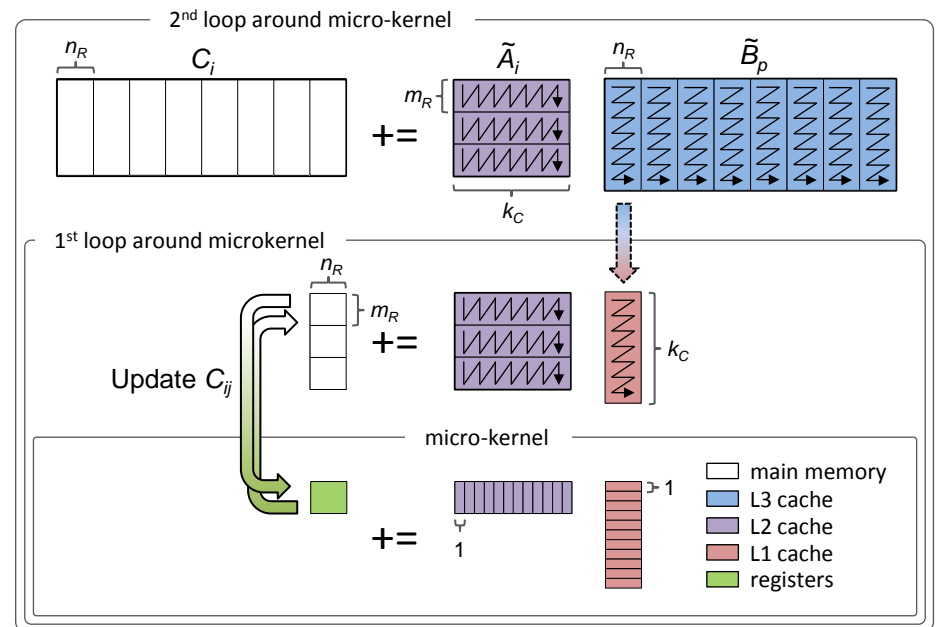 2nd loop around micro-kernel
nR Ci Ãi nR B̃p
mR
+=
kC
1st loop around microkernel
nR
mR
+=
kC
Update Cij
micro-kernel
main memory
1
L3 cache
L2 cache
+=
1
L1 cache
registers